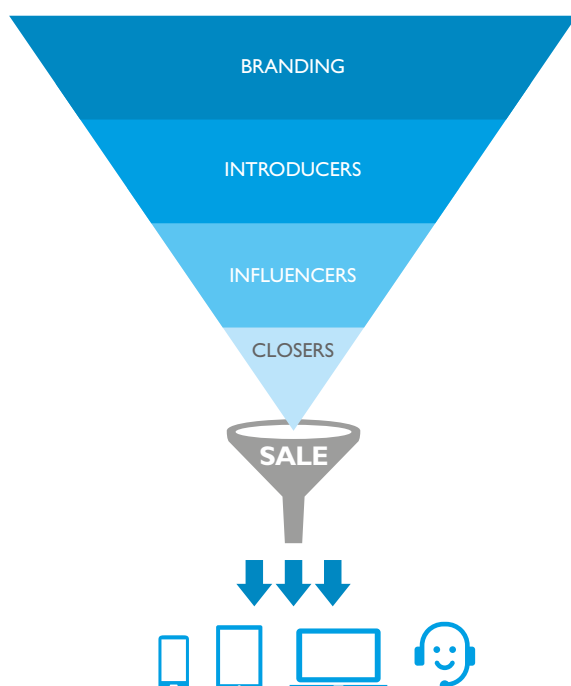 BRANDING
INTRODUCERS
INFLUENCERS
CLOSERS
SALE